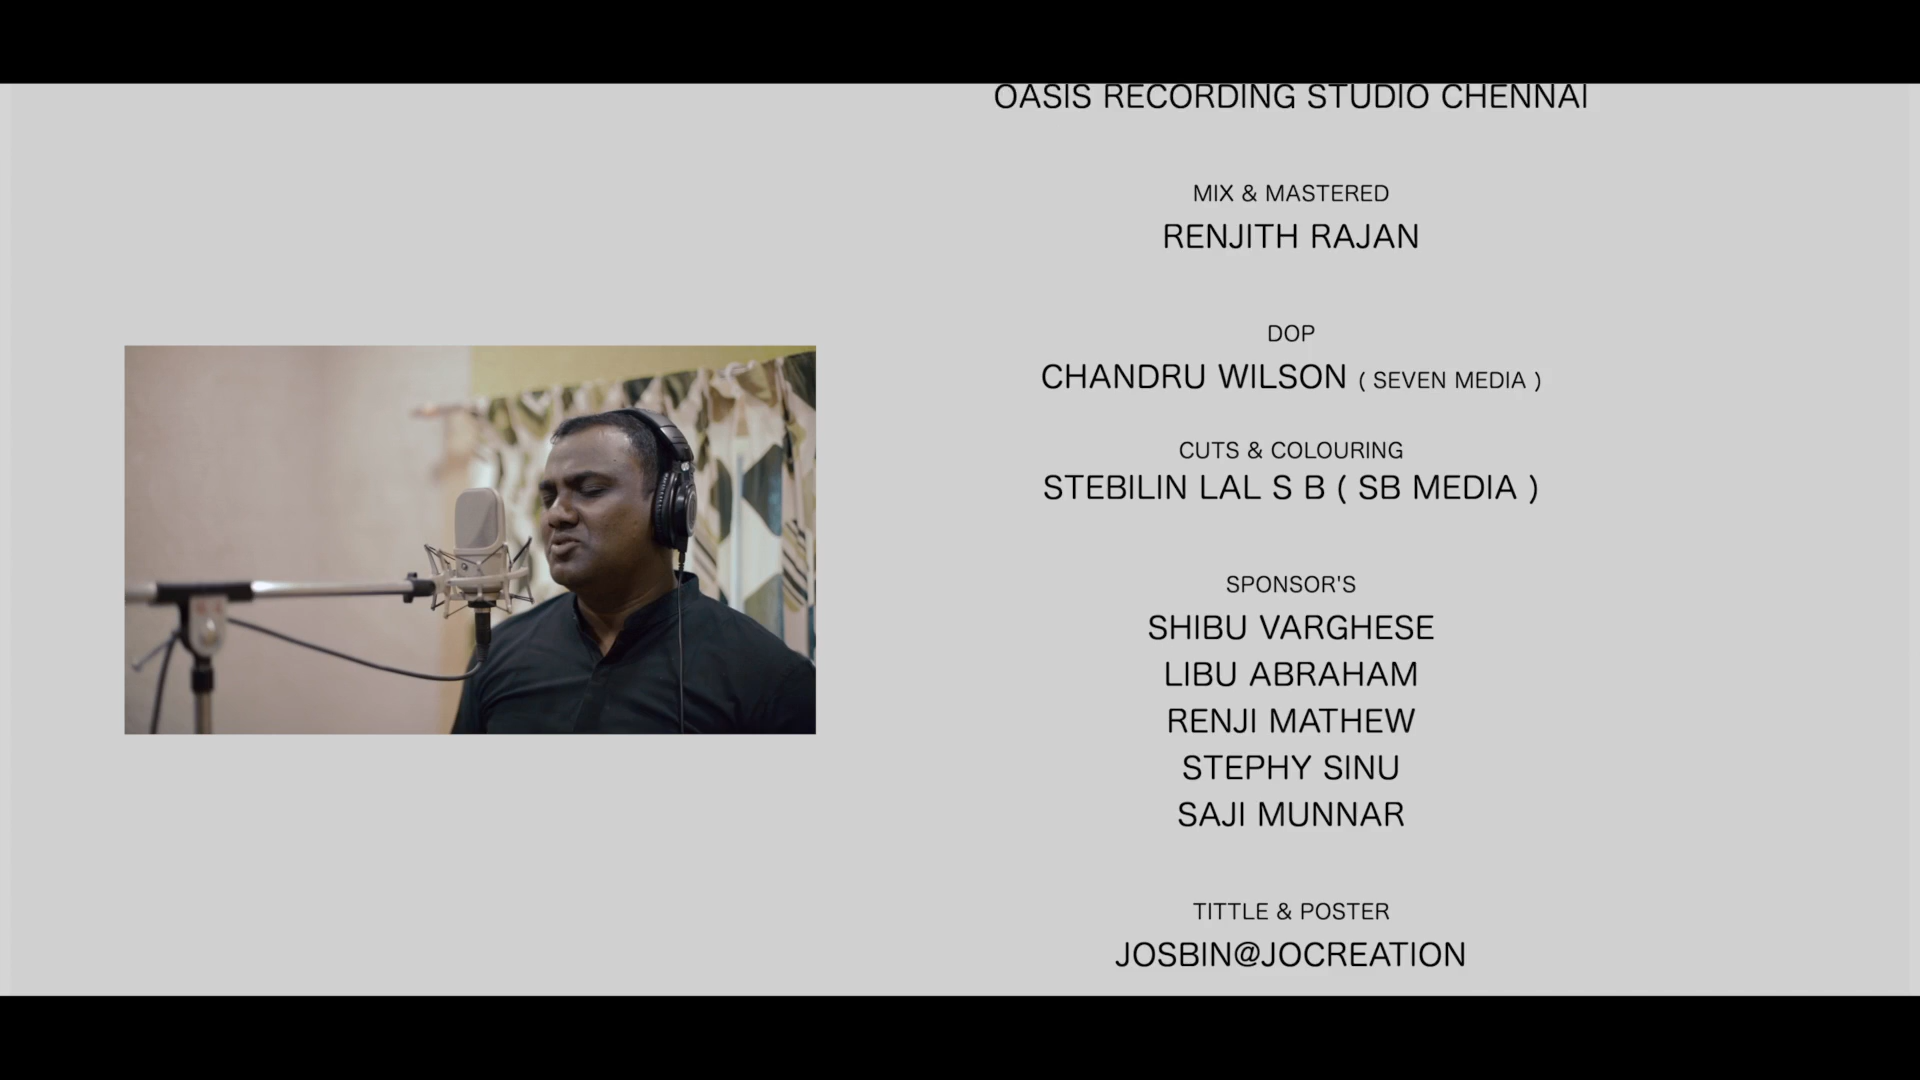 OASIS RECORDING STUDIO CHENNAI
MIX & MASTERED
RENJITH RAJAN
DOP
CHANDRU WILSON ( SEVEN MEDIA )
CUTS & COLOURING
STEBILIN LAL S B ( SB MEDIA )
SPONSOR'S
SHIBU VARGHESE
LIBU ABRAHAM
RENJI MATHEW
STEPHY SINU
SAJI MUNNAR
TITTLE & POSTER
JOSBIN@JOCREATION